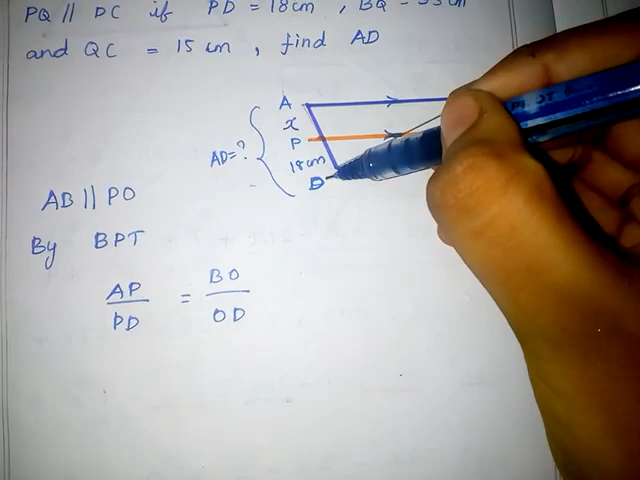 PQ // DC if PD = 18cm , BQ = 35cm
and QC = 15 cm , find AD
A
x
P
AD=?
18cm
D
AB || PO
By BPT
AP = BO
PD OD